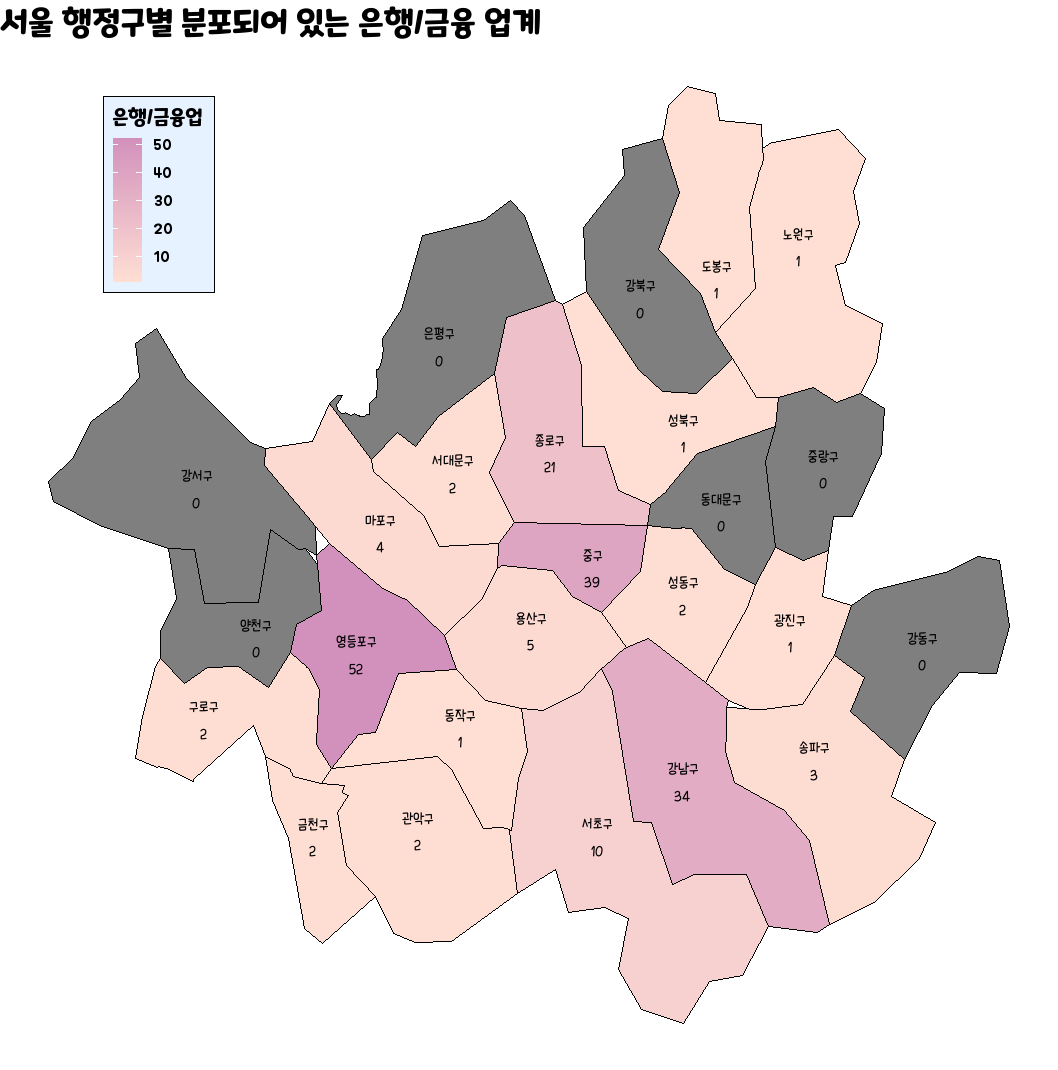 서울 행정구별 분포되어 있는 은행/금융 업계
은행/금융업
50
40
30
20
10
노원구
1
도봉구
1
강북구
0
은평구
0
성북구
1
종로구
21
중랑구
0
서대문구
2
강서구
0
동대문구
0
마포구
4
중구
39
성동구
2
용산구
5
광진구
1
양천구
0
강동구
0
영등포구
52
구로구
2
동작구
1
송파구
3
강남구
34
관악구
2
서초구
10
금천구
2